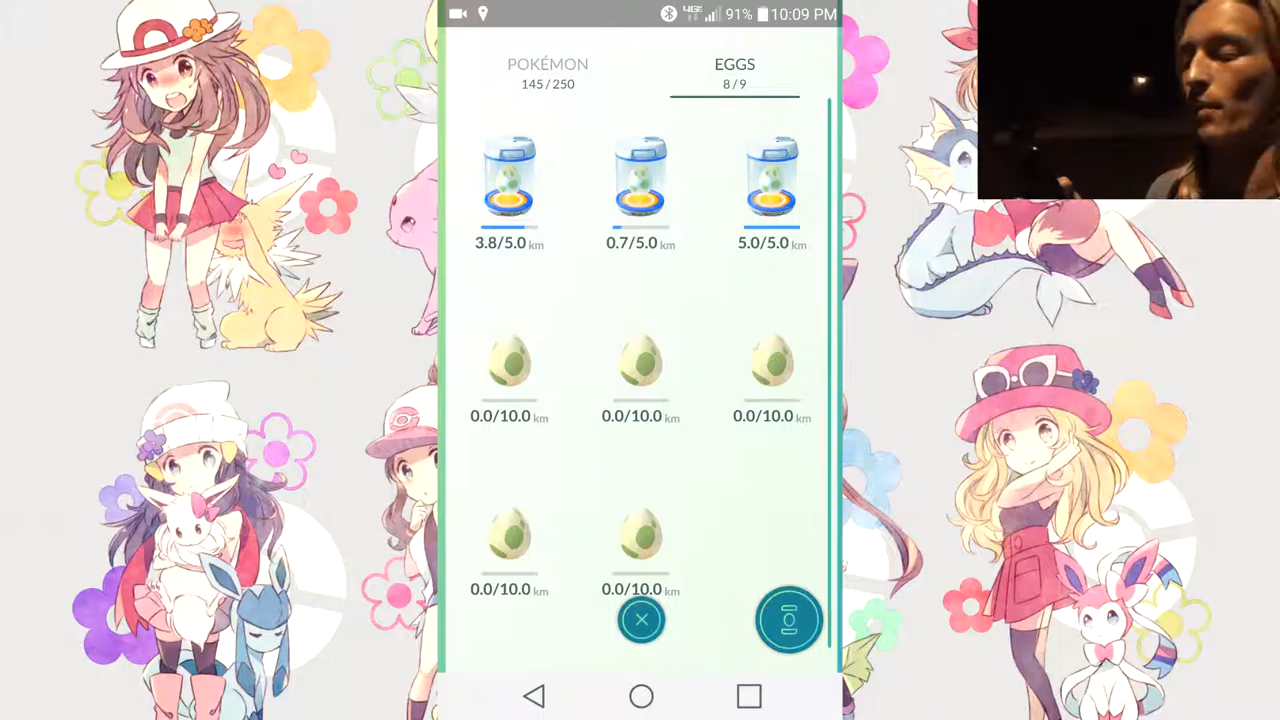 91% 10:09 PM
POKÉMON EGGS
145/250 8/9
3.8/5.0 km 0.7/5.0 km 5.0/5.0 km
0.0/10.0 km 0.0/10.0 km 0.0/10.0 km
0.0/10.0 km 0.0/10.0 km